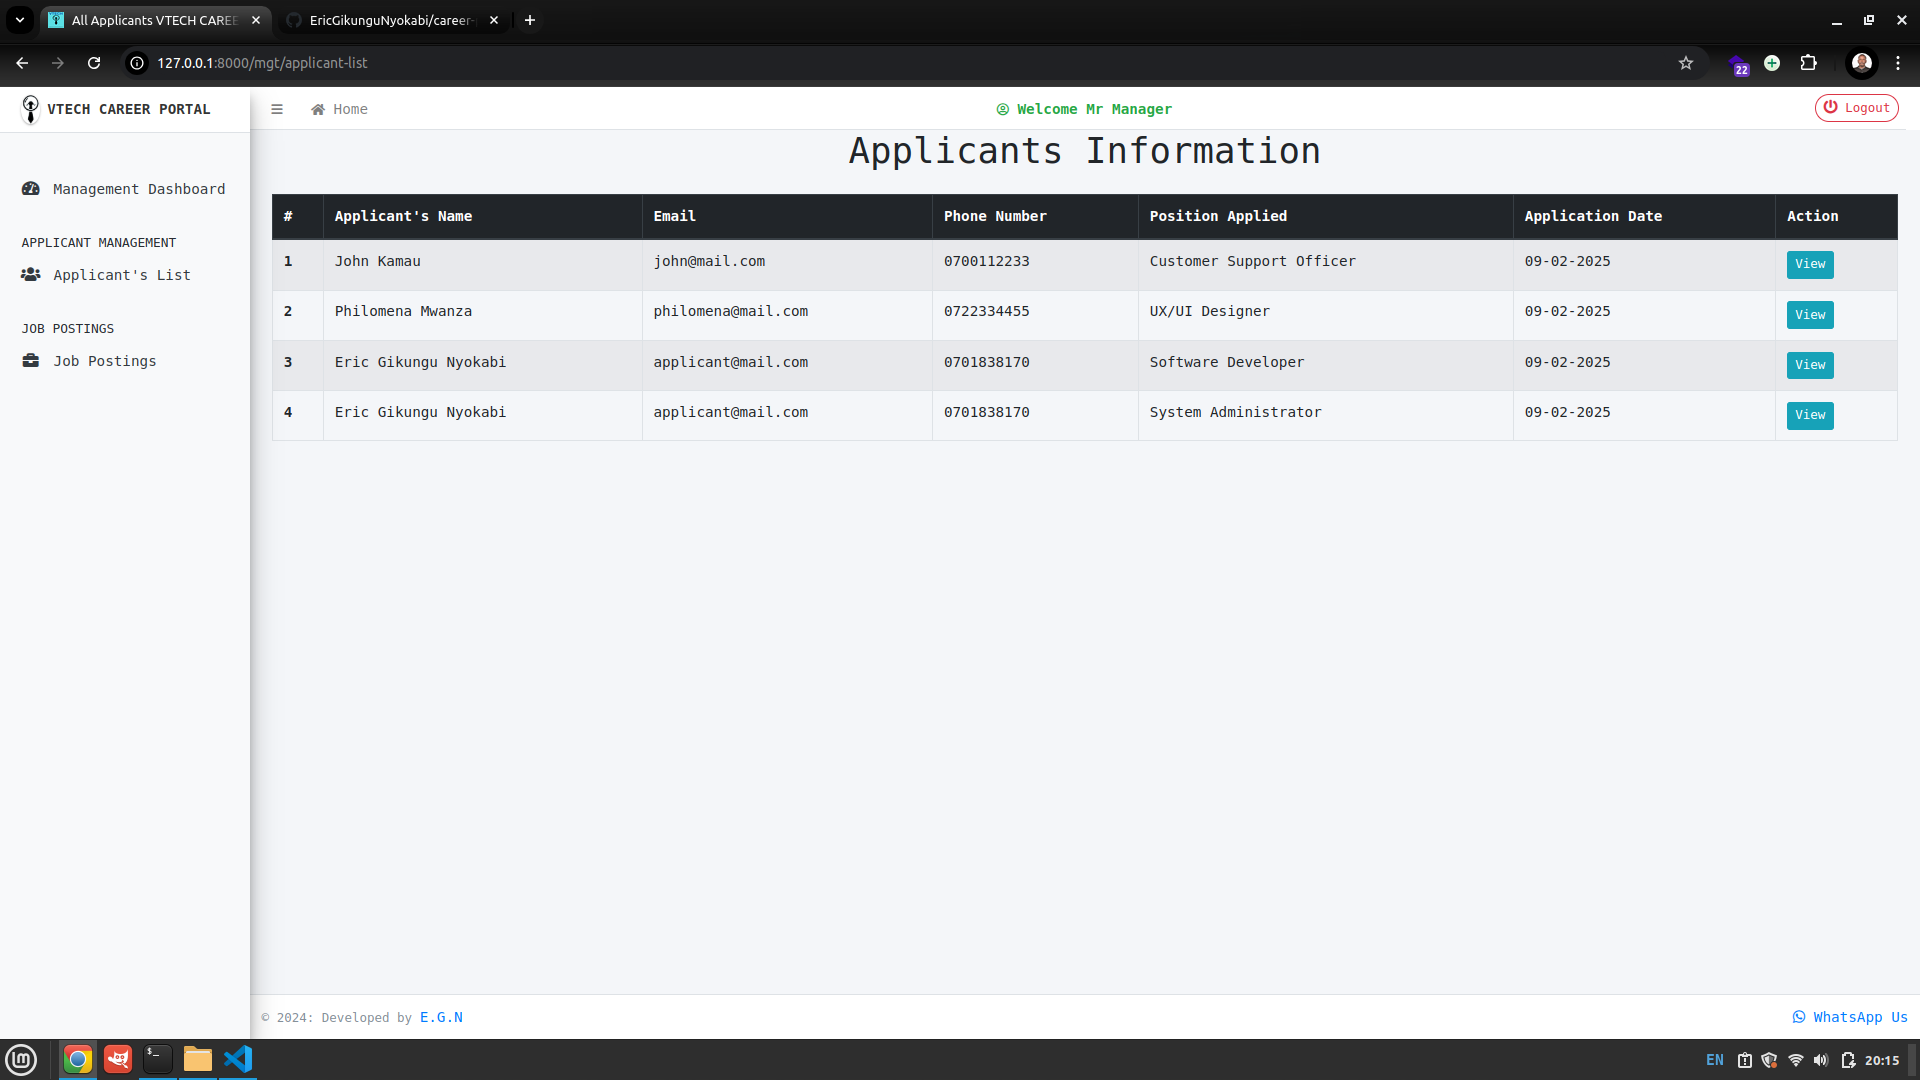 All Applicants VTECH CAREE
EricGikunguNyokabi/career-
127.0.0.1:8000/mgt/applicant-list
22
VTECH CAREER PORTAL
Home
Welcome Mr Manager
Logout
Applicants Information
Management Dashboard
APPLICANT MANAGEMENT
Applicant's List
JOB POSTINGS
Job Postings
# Applicant's Name Email Phone Number Position Applied Application Date Action
1 John Kamau john@mail.com 0700112233 Customer Support Officer 09-02-2025 View
2 Philomena Mwanza philomena@mail.com 0722334455 UX/UI Designer 09-02-2025 View
3 Eric Gikungu Nyokabi applicant@mail.com 0701838170 Software Developer 09-02-2025 View
4 Eric Gikungu Nyokabi applicant@mail.com 0701838170 System Administrator 09-02-2025 View
© 2024: Developed by E.G.N
WhatsApp Us
$_
EN
20:15